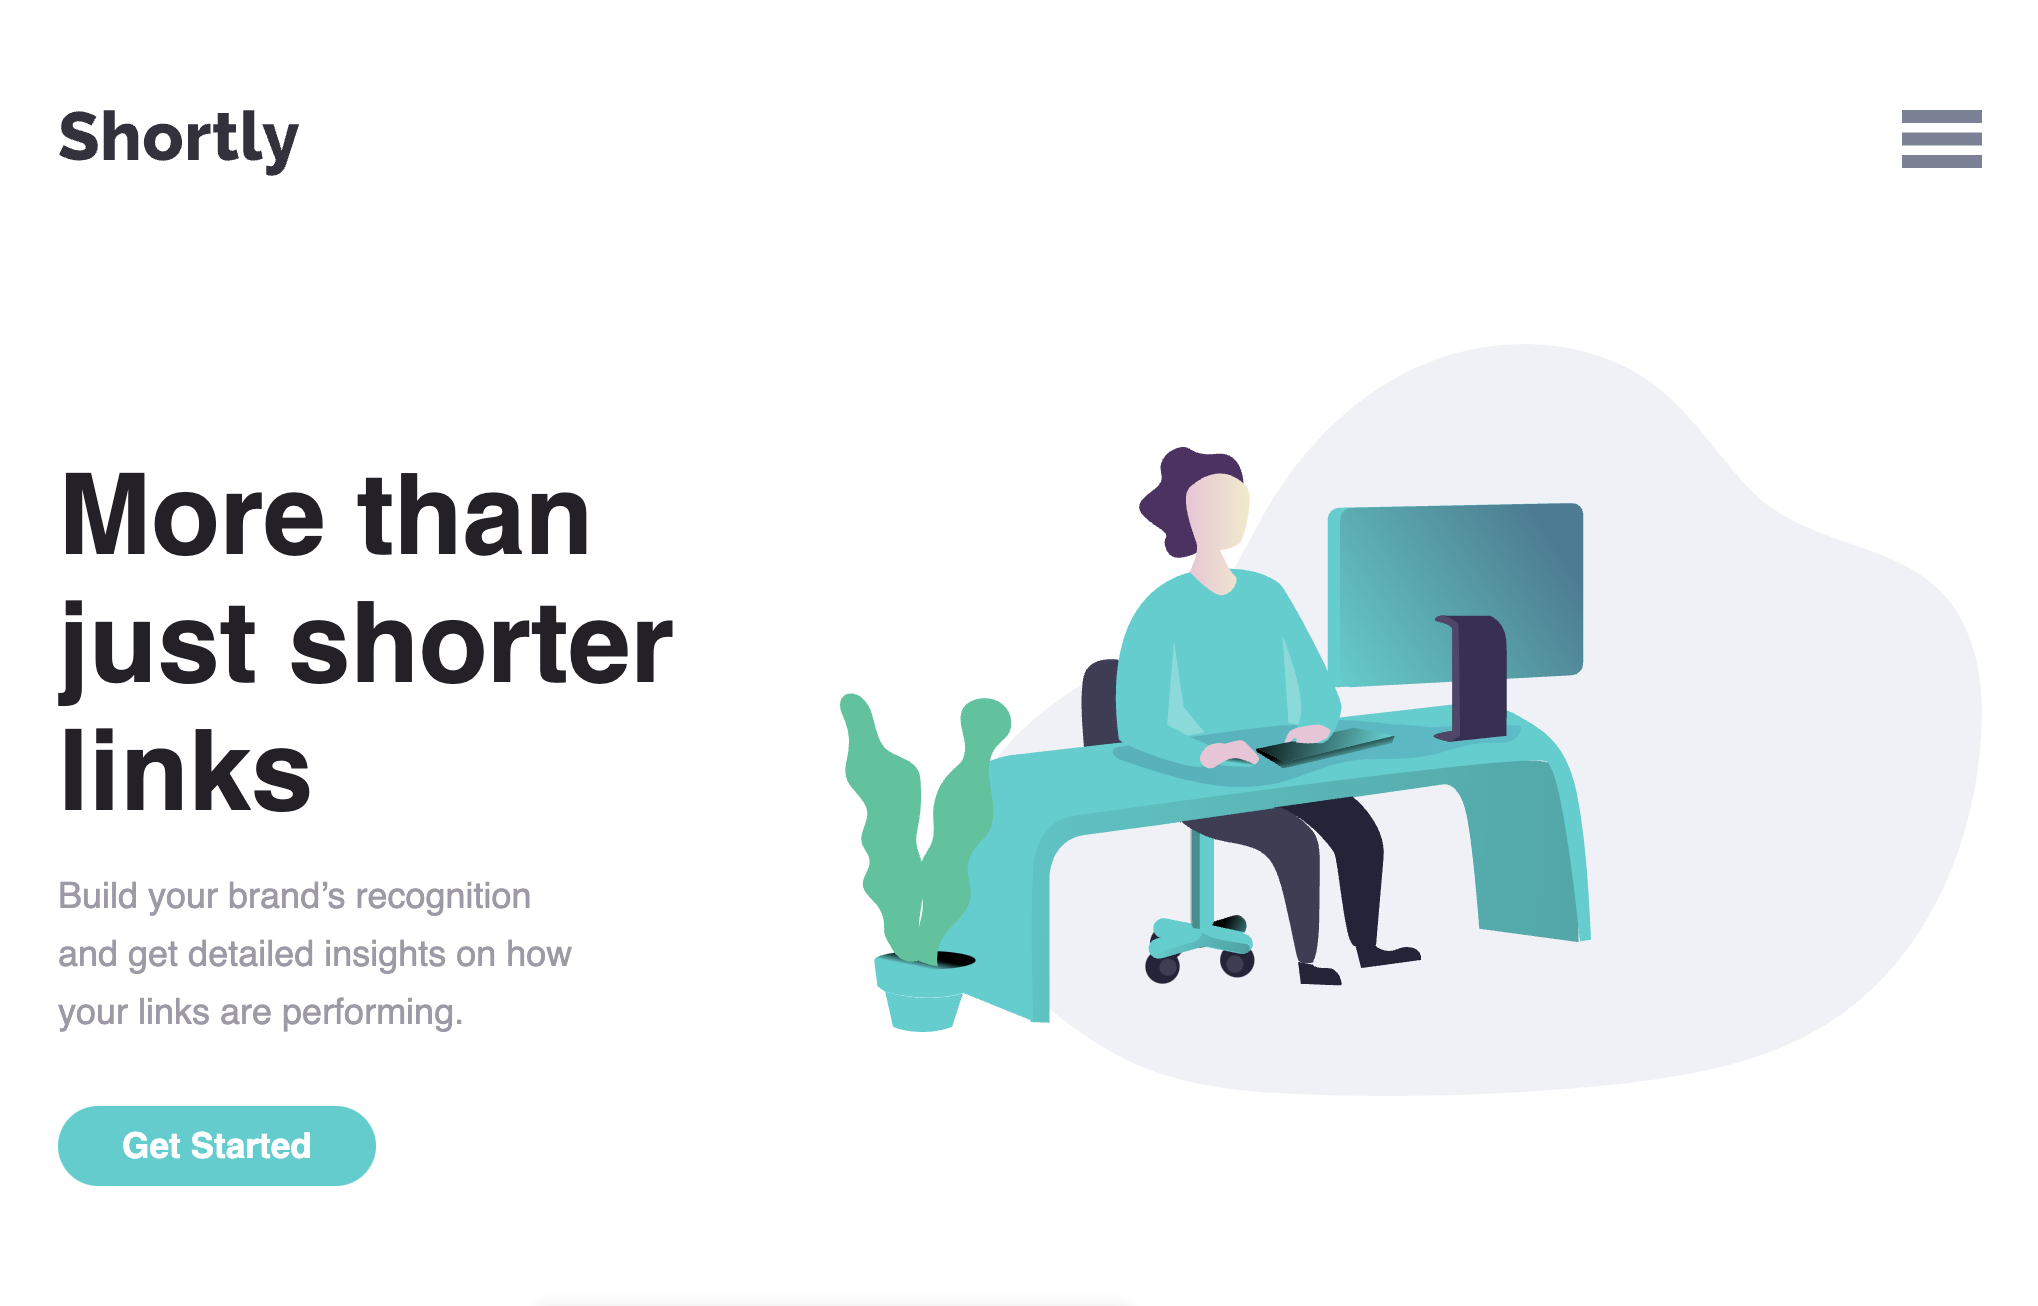 Shortly
More than
just shorter
links
Build your brand’s recognition
and get detailed insights on how
your links are performing.
Get Started